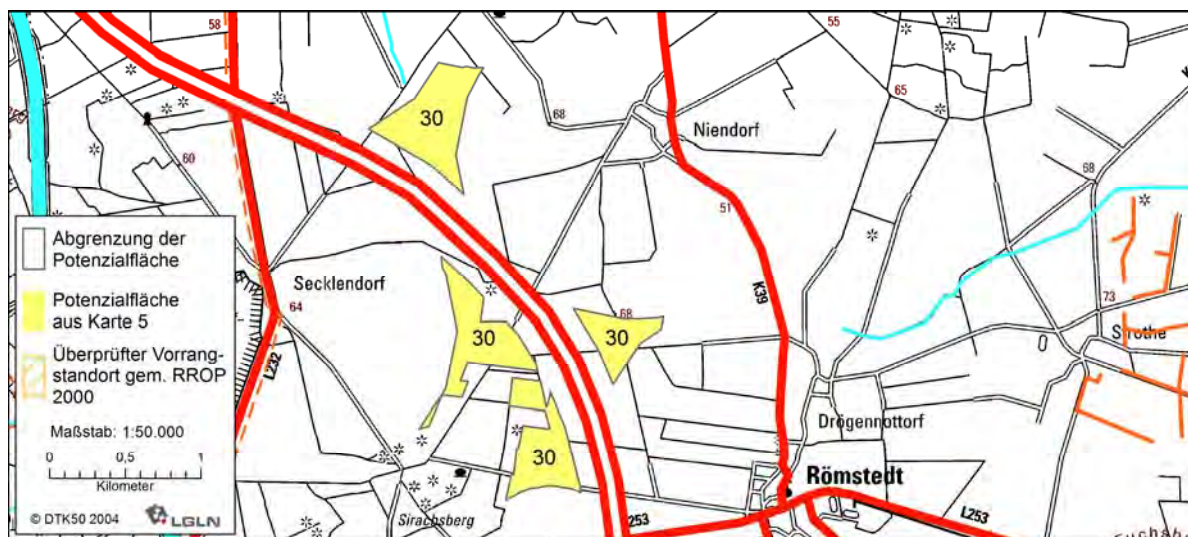 58
55
65
30
68
Niendorf
68
60
51
Abgrenzung der
Potenzialfläche
Potenzialfläche
aus Karte 5
Überprüfter Vorrang-
standort gem. RROP
2000
Maßstab: 1:50.000
0 0,5 1
Kilometer
© DTK50 2004
LGLN
Secklendorf
64
L232
K39
73
68
30
30
Strothe
Drögennottorf
30
Römstedt
Sirachsberg
L253